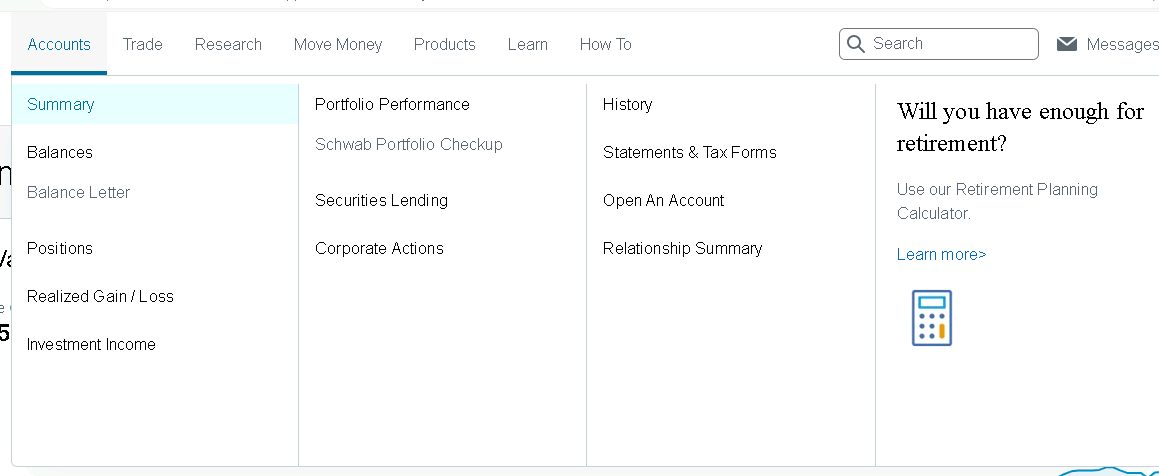 Accounts
Trade
Research
Move Money
Products
Learn
How To
Search
Messages
Summary
Balances
Balance Letter
Positions
Realized Gain / Loss
Investment Income
Portfolio Performance
Schwab Portfolio Checkup
Securities Lending
Corporate Actions
History
Statements & Tax Forms
Open An Account
Relationship Summary
Will you have enough for
retirement?
Use our Retirement Planning
Calculator.
Learn more>